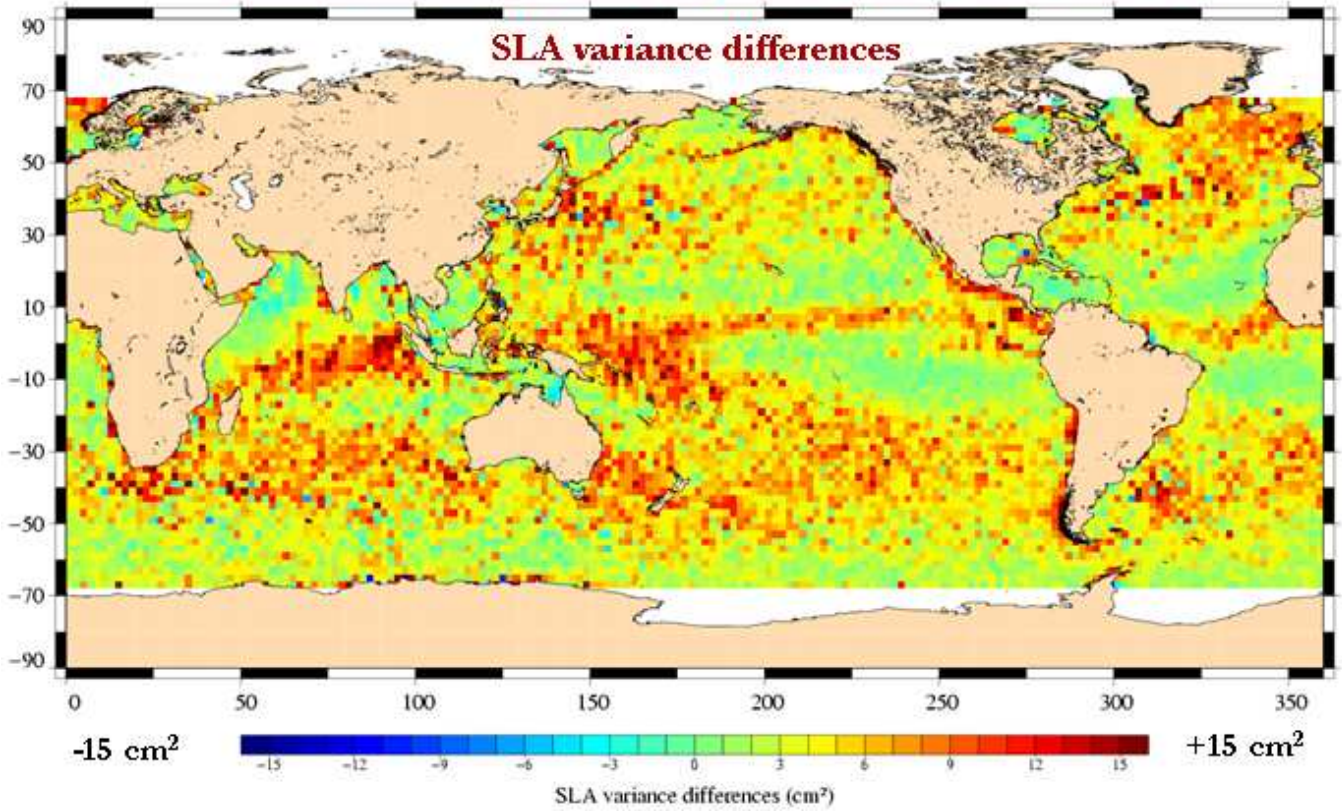 SLA variance differences
90
70
50
30
10
−10
−30
−50
−70
−90
0 50 100 150 200 250 300 350
-15 cm² +15 cm²
−15 −12 −9 −6 −3 0 3 6 9 12 15
SLA variance differences (cm²)